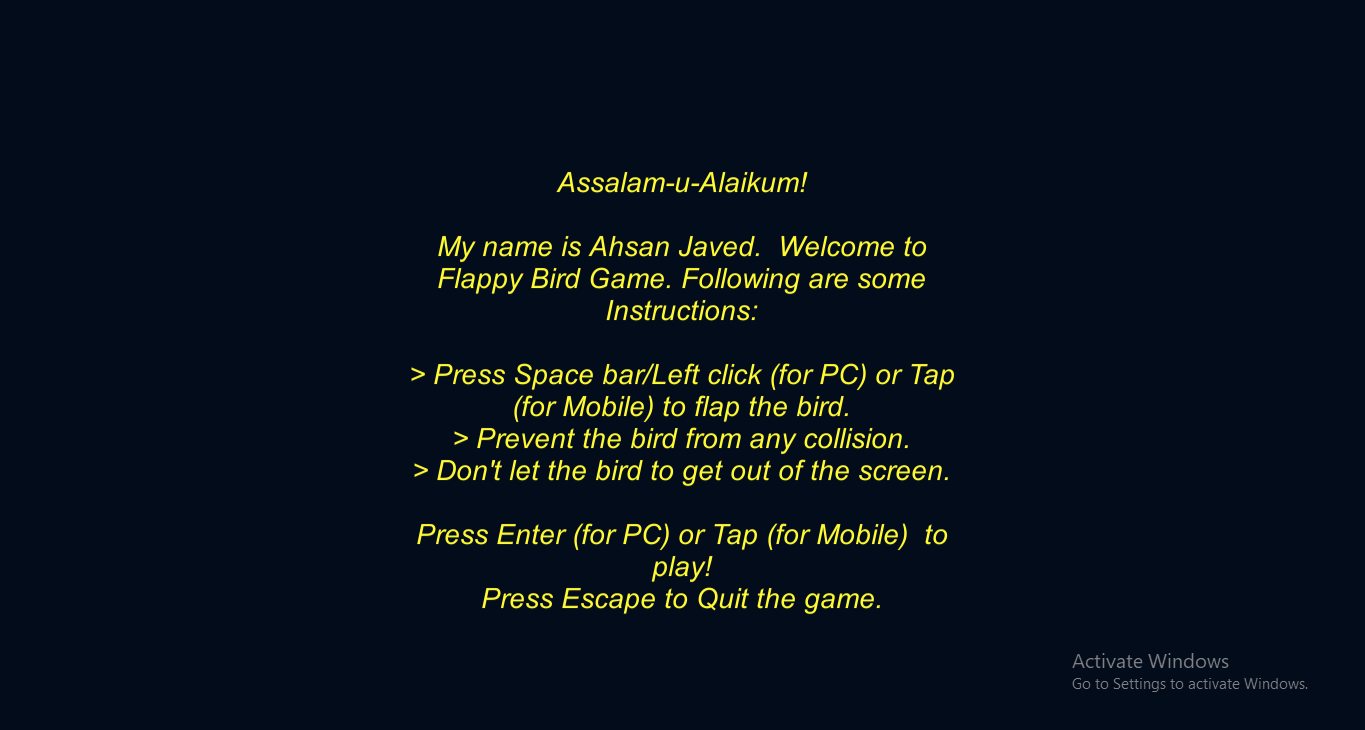 Assalam-u-Alaikum!
My name is Ahsan Javed.  Welcome to
Flappy Bird Game. Following are some
Instructions:
> Press Space bar/Left click (for PC) or Tap
(for Mobile) to flap the bird.
> Prevent the bird from any collision.
> Don't let the bird to get out of the screen.
Press Enter (for PC) or Tap (for Mobile)  to
play!
Press Escape to Quit the game.
Activate Windows
Go to Settings to activate Windows.